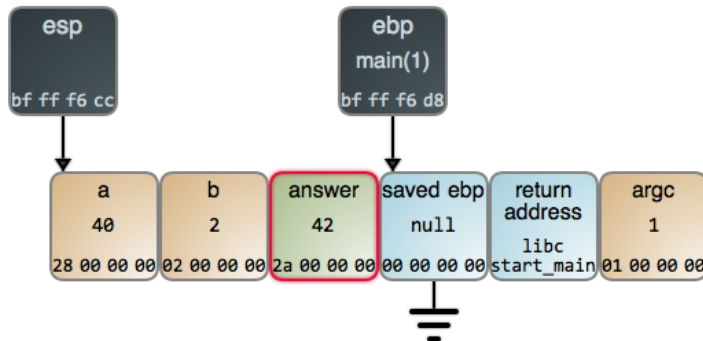 esp
bf ff f6 cc
ebp
main(1)
bf ff f6 d8
a
40
28 00 00 00
b
2
02 00 00 00
answer
42
2a 00 00 00
saved ebp
null
00 00 00 00
return
address
libc
start_main
argc
1
01 00 00 00